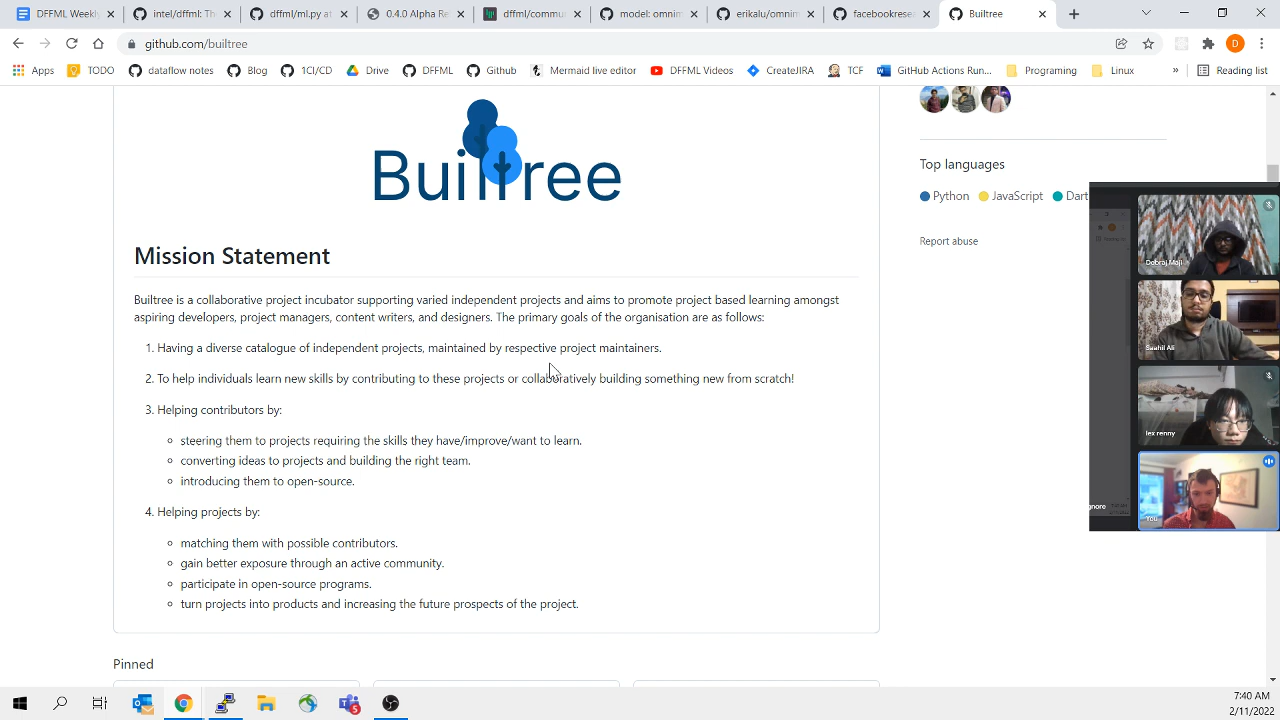 DFFML Weekly
intel/dffml: The
dffml/ml.py at
0.4.0 Alpha Re
dffml/commu
model: omnim
erikalu/omnim
facebookresea
Builtree
github.com/builtree
D
Apps
TODO
dataflow notes
Blog
1CI/CD
Drive
DFFML
Github
Mermaid live editor
DFFML Videos
CreateJIRA
TCF
GitHub Actions Run...
Programing
Linux
»
Reading list
Builtree
Top languages
Python
JavaScript
Dart
Report abuse
Mission Statement
Builtree is a collaborative project incubator supporting varied independent projects and aims to promote project based learning amongst
aspiring developers, project managers, content writers, and designers. The primary goals of the organisation are as follows:
1. Having a diverse catalogue of independent projects, maintained by respective project maintainers.
2. To help individuals learn new skills by contributing to these projects or collaboratively building something new from scratch!
3. Helping contributors by:
steering them to projects requiring the skills they have/improve/want to learn.
converting ideas to projects and building the right team.
introducing them to open-source.
4. Helping projects by:
matching them with possible contributors.
gain better exposure through an active community.
participate in open-source programs.
turn projects into products and increasing the future prospects of the project.
Pinned
Debraj Maji
Saahil Ali
lex renny
You
7:40 AM
2/11/2022